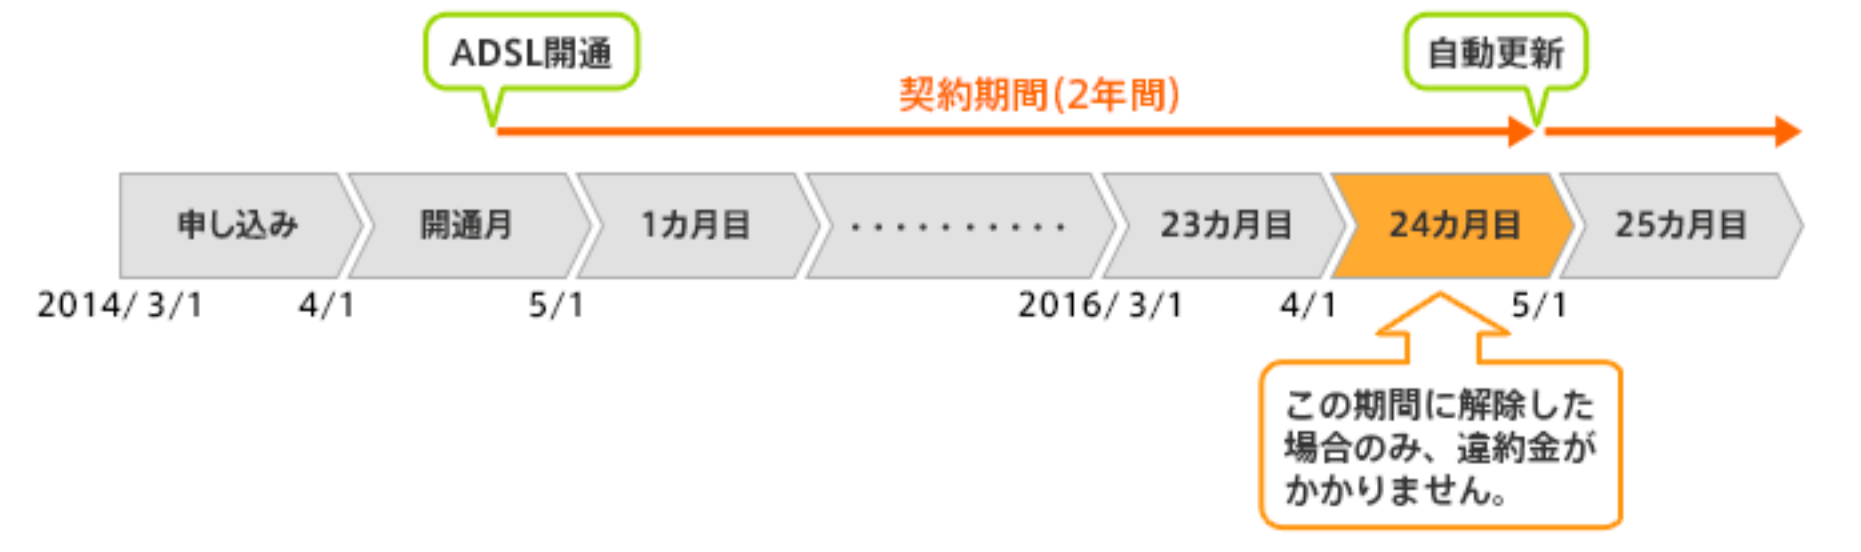 ADSL開通
自動更新
契約期間(2年間)
申し込み
開通月
1カ月目
··········
23カ月目
24カ月目
25カ月目
2014/ 3/1
4/1
5/1
2016/ 3/1
4/1
5/1
この期間に解除した
場合のみ、違約金が
かかりません。